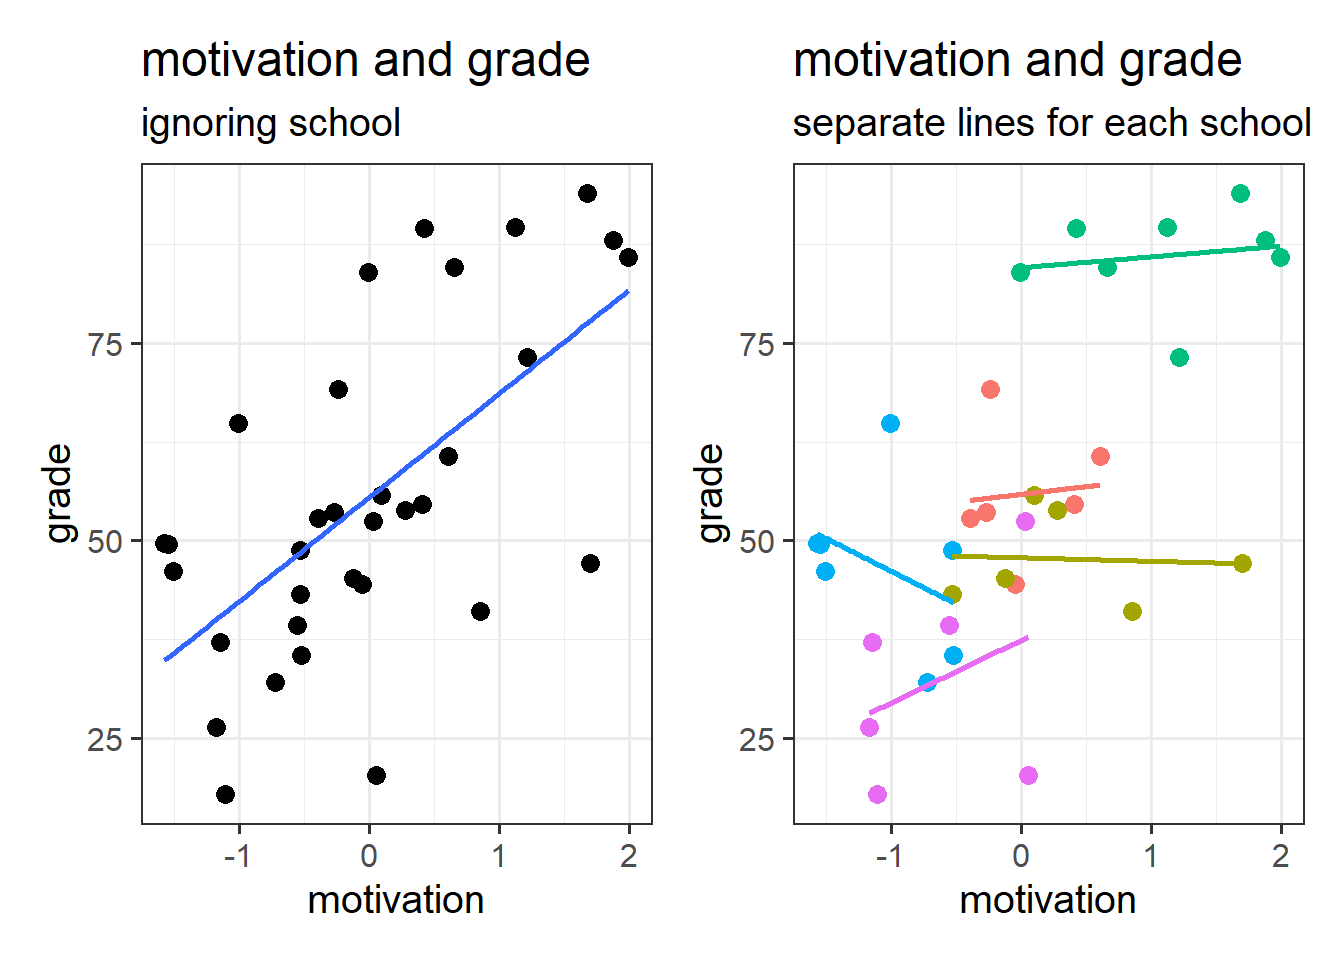 motivation and grade
ignoring school
grade
75
50
25
-1 0 1 2
motivation
motivation and grade
separate lines for each school
grade
75
50
25
-1 0 1 2
motivation